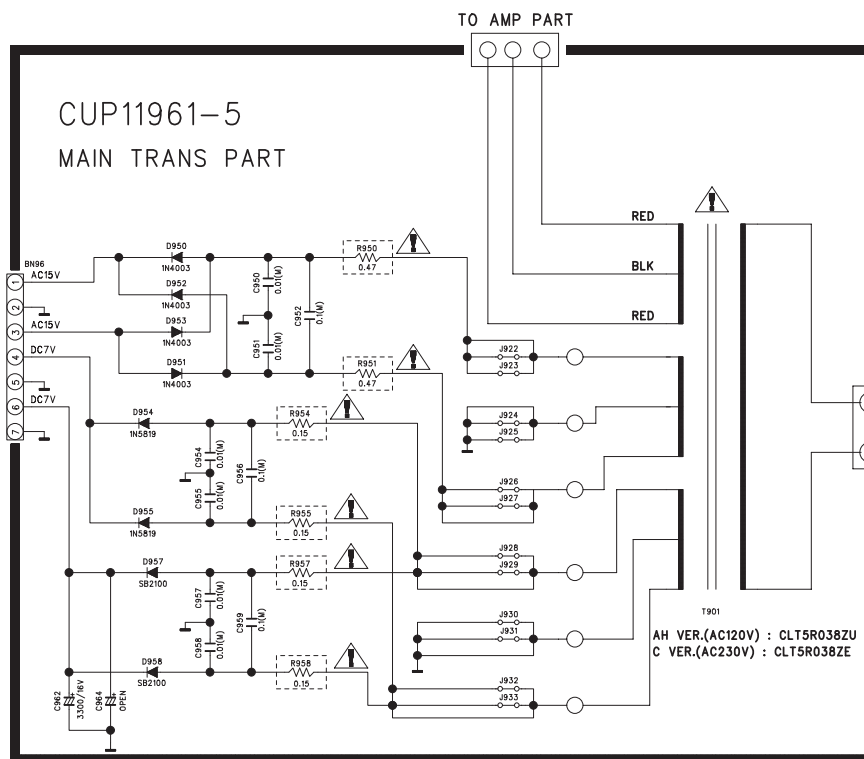 TO AMP PART
CUP11961-5
MAIN TRANS PART
RED
BLK
RED
BN96
1
AC15V
2
3
AC15V
4
DC7V
5
6
DC7V
7
D950
1N4003
D952
1N4003
D953
1N4003
D951
1N4003
C950
0.01(M)
C951
0.01(M)
C952
0.1(M)
R950
0.47
R951
0.47
D954
1N5819
D955
1N5819
C954
0.01(M)
C955
0.01(M)
C956
0.1(M)
R954
0.15
R955
0.15
D957
SB2100
D958
SB2100
C957
0.01(M)
C958
0.01(M)
C959
0.1(M)
R957
0.15
R958
0.15
C962
3300/16V
C964
OPEN
J922
J923
J924
J925
J926
J927
J928
J929
J930
J931
J932
J933
T901
AH VER.(AC120V) : CLT5R038ZU
C VER.(AC230V) : CLT5R038ZE